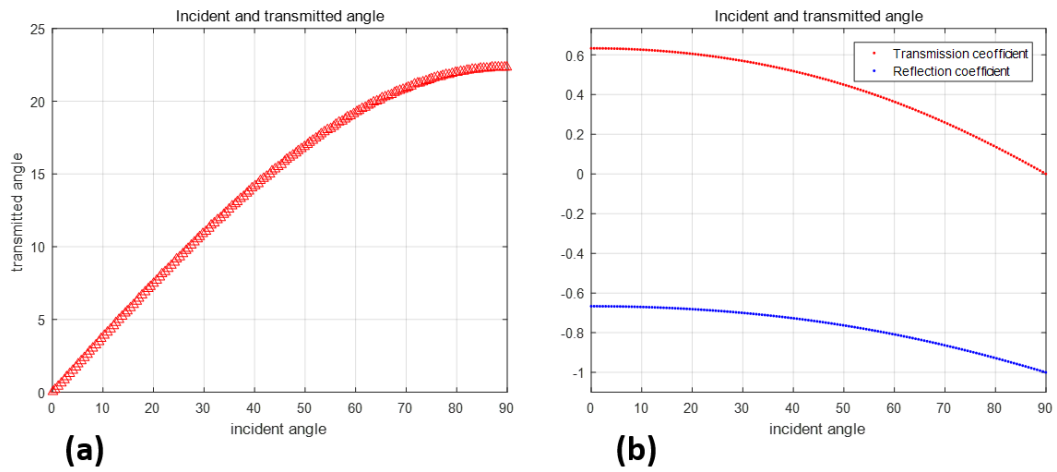 Incident and transmitted angle
25
20
15
10
5
0
transmitted angle
0 10 20 30 40 50 60 70 80 90
incident angle
(a)
Incident and transmitted angle
Transmission ceofficient
Reflection coefficient
0.6
0.4
0.2
0
-0.2
-0.4
-0.6
-0.8
-1
0 10 20 30 40 50 60 70 80 90
incident angle
(b)